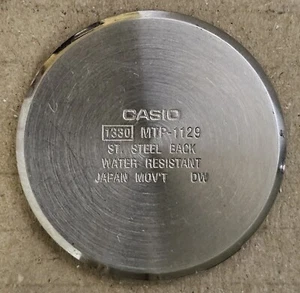 CASIO
1330 MTP-1129
ST. STEEL BACK
WATER RESISTANT
JAPAN MOV'T DW